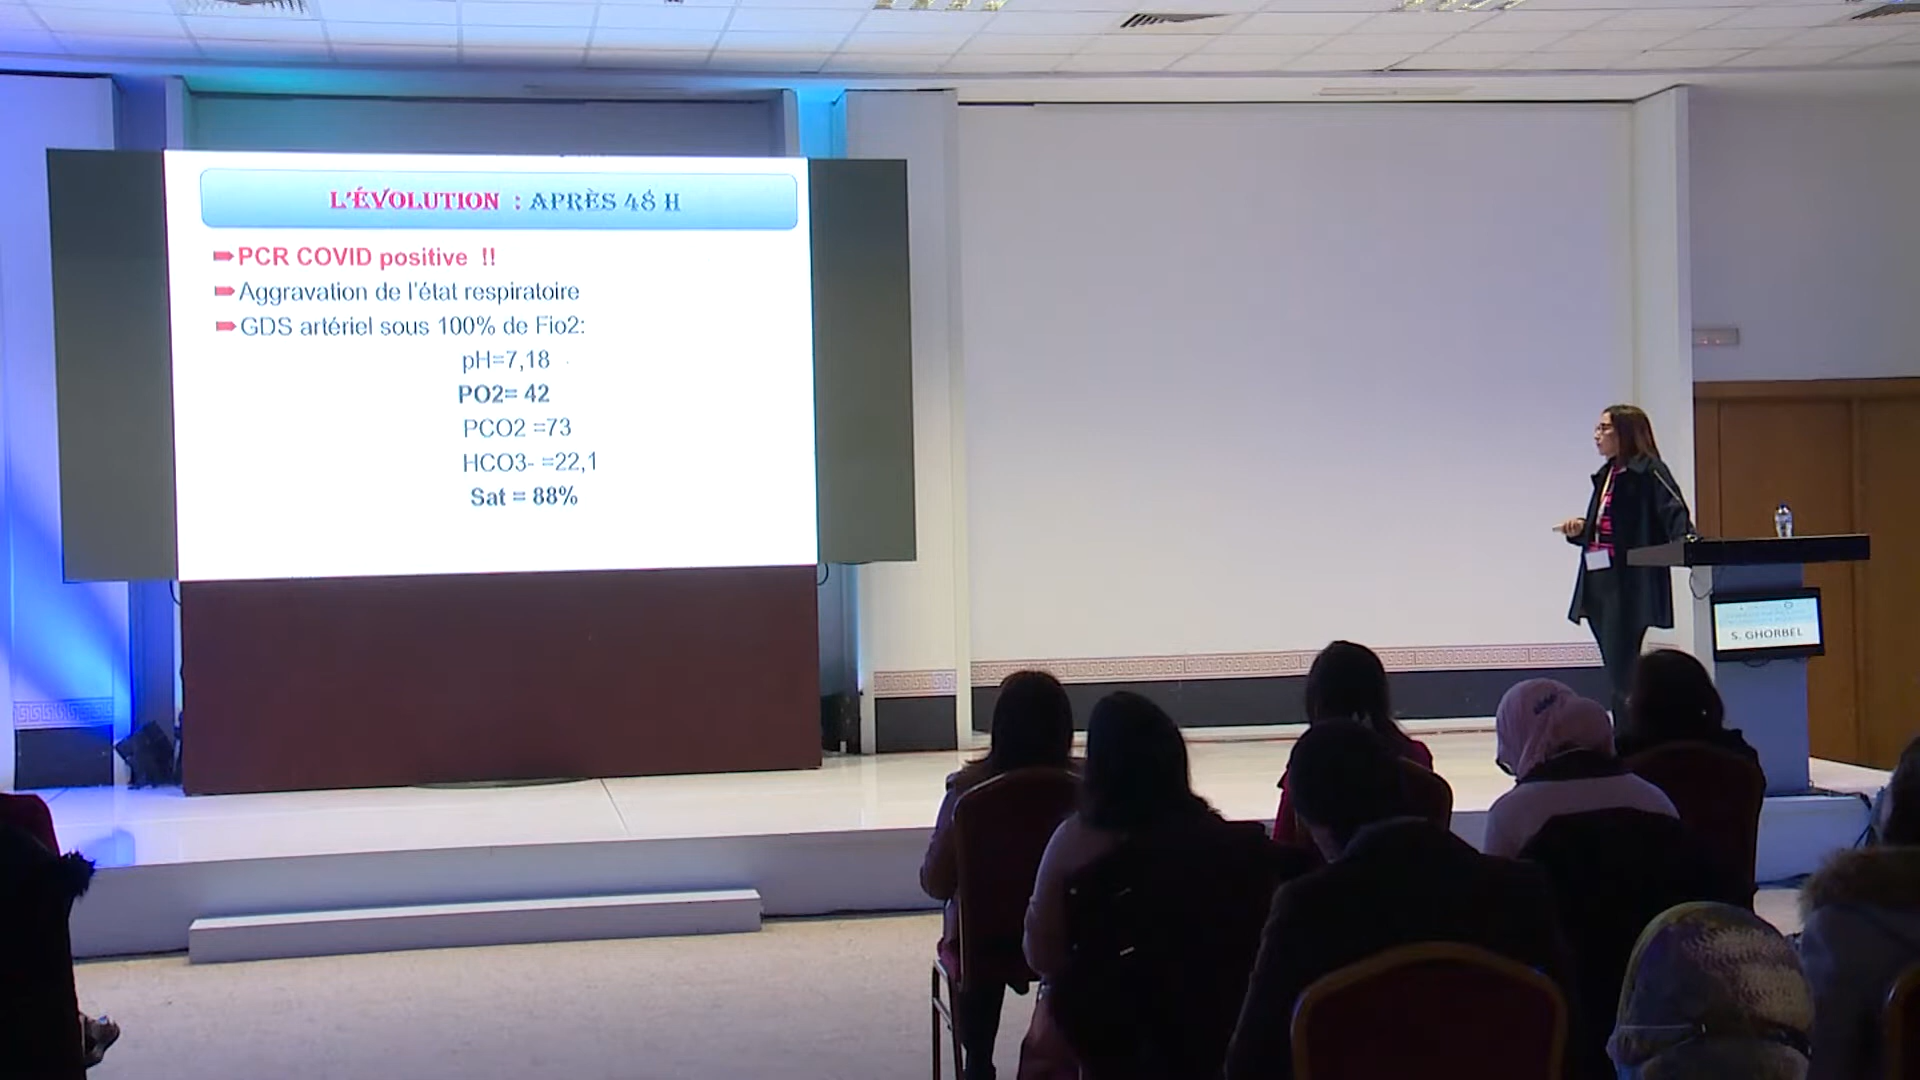 L'ÉVOLUTION : APRÈS 48 H
PCR COVID positive !!
Aggravation de l'état respiratoire
GDS artériel sous 100% de Fio2:
pH=7,18
PO2= 42
PCO2 =73
HCO3- =22,1
Sat = 88%
S. GHORBEL